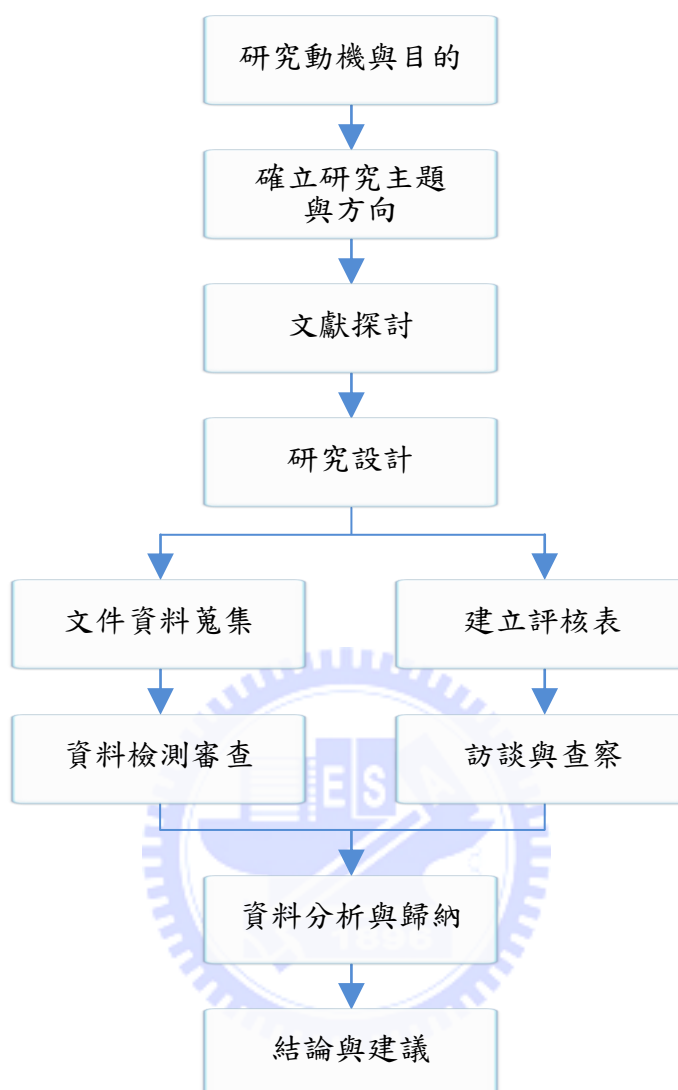 研究動機與目的
確立研究主題
與方向
文獻探討
研究設計
文件資料蒐集
建立評核表
資料檢測審查
訪談與查察
ESA
資料分析與歸納
1896
結論與建議